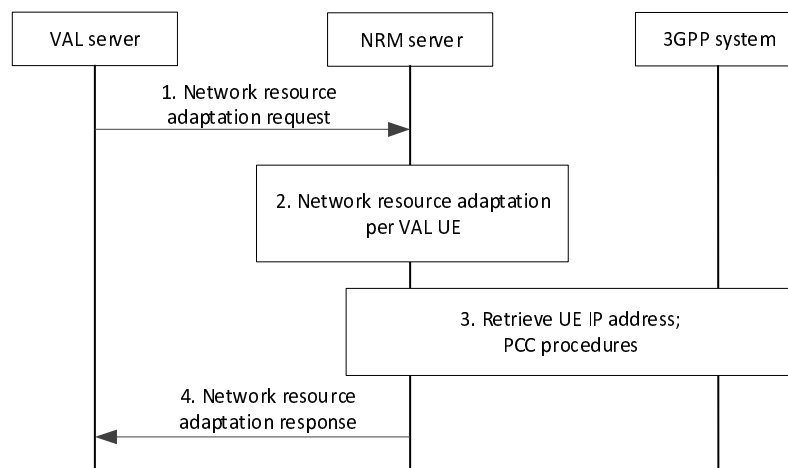 VAL server
NRM server
3GPP system
1. Network resource
adaptation request
2. Network resource adaptation
per VAL UE
3. Retrieve UE IP address;
PCC procedures
4. Network resource
adaptation response